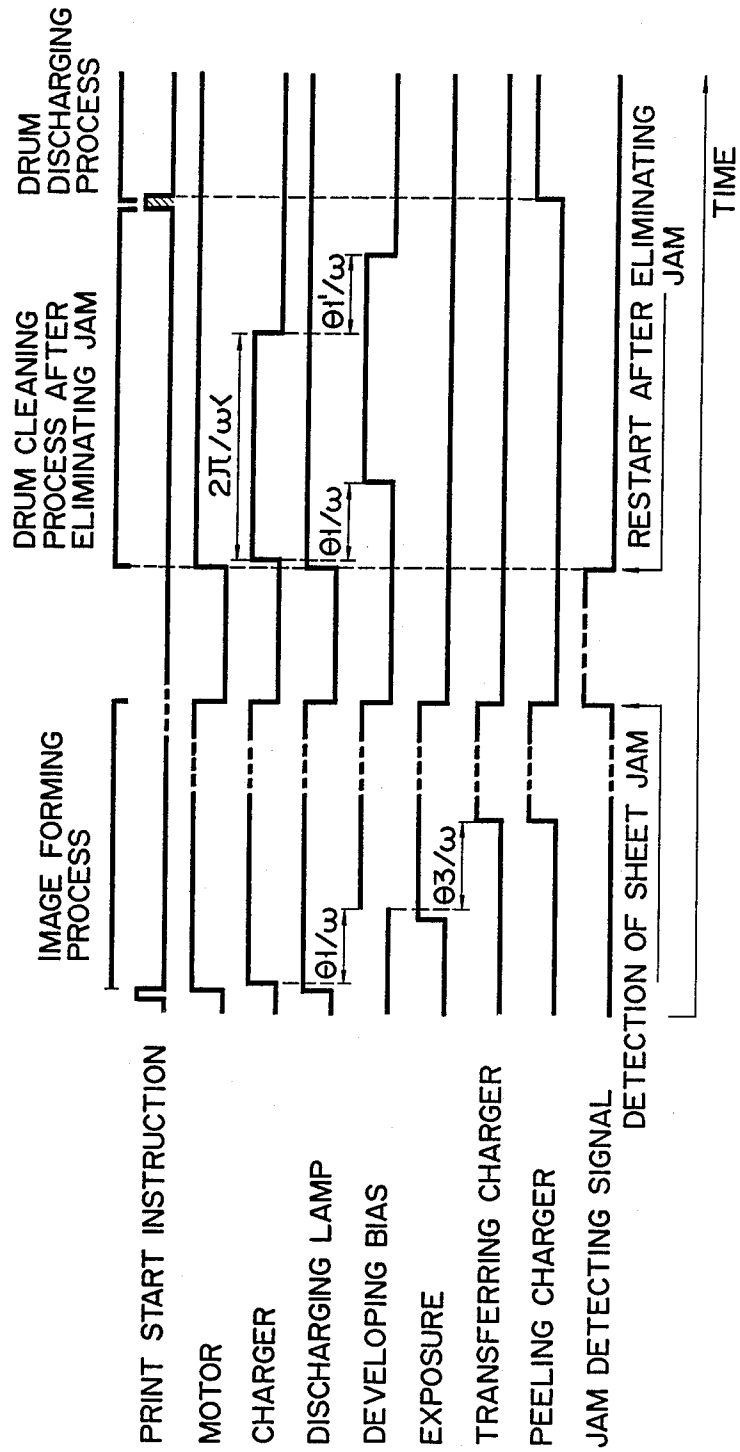 IMAGE FORMING
PROCESS
DRUM CLEANING
PROCESS AFTER
ELIMINATING JAM
DRUM
DISCHARGING
PROCESS
PRINT START INSTRUCTION
MOTOR
CHARGER
2π/ω<
DISCHARGING LAMP
θ1/ω
θ1/ω
θ1'/ω
DEVELOPING BIAS
EXPOSURE
θ3/ω
TRANSFERRING CHARGER
PEELING CHARGER
JAM DETECTING SIGNAL
DETECTION OF SHEET JAM
RESTART AFTER ELIMINATING
JAM
TIME